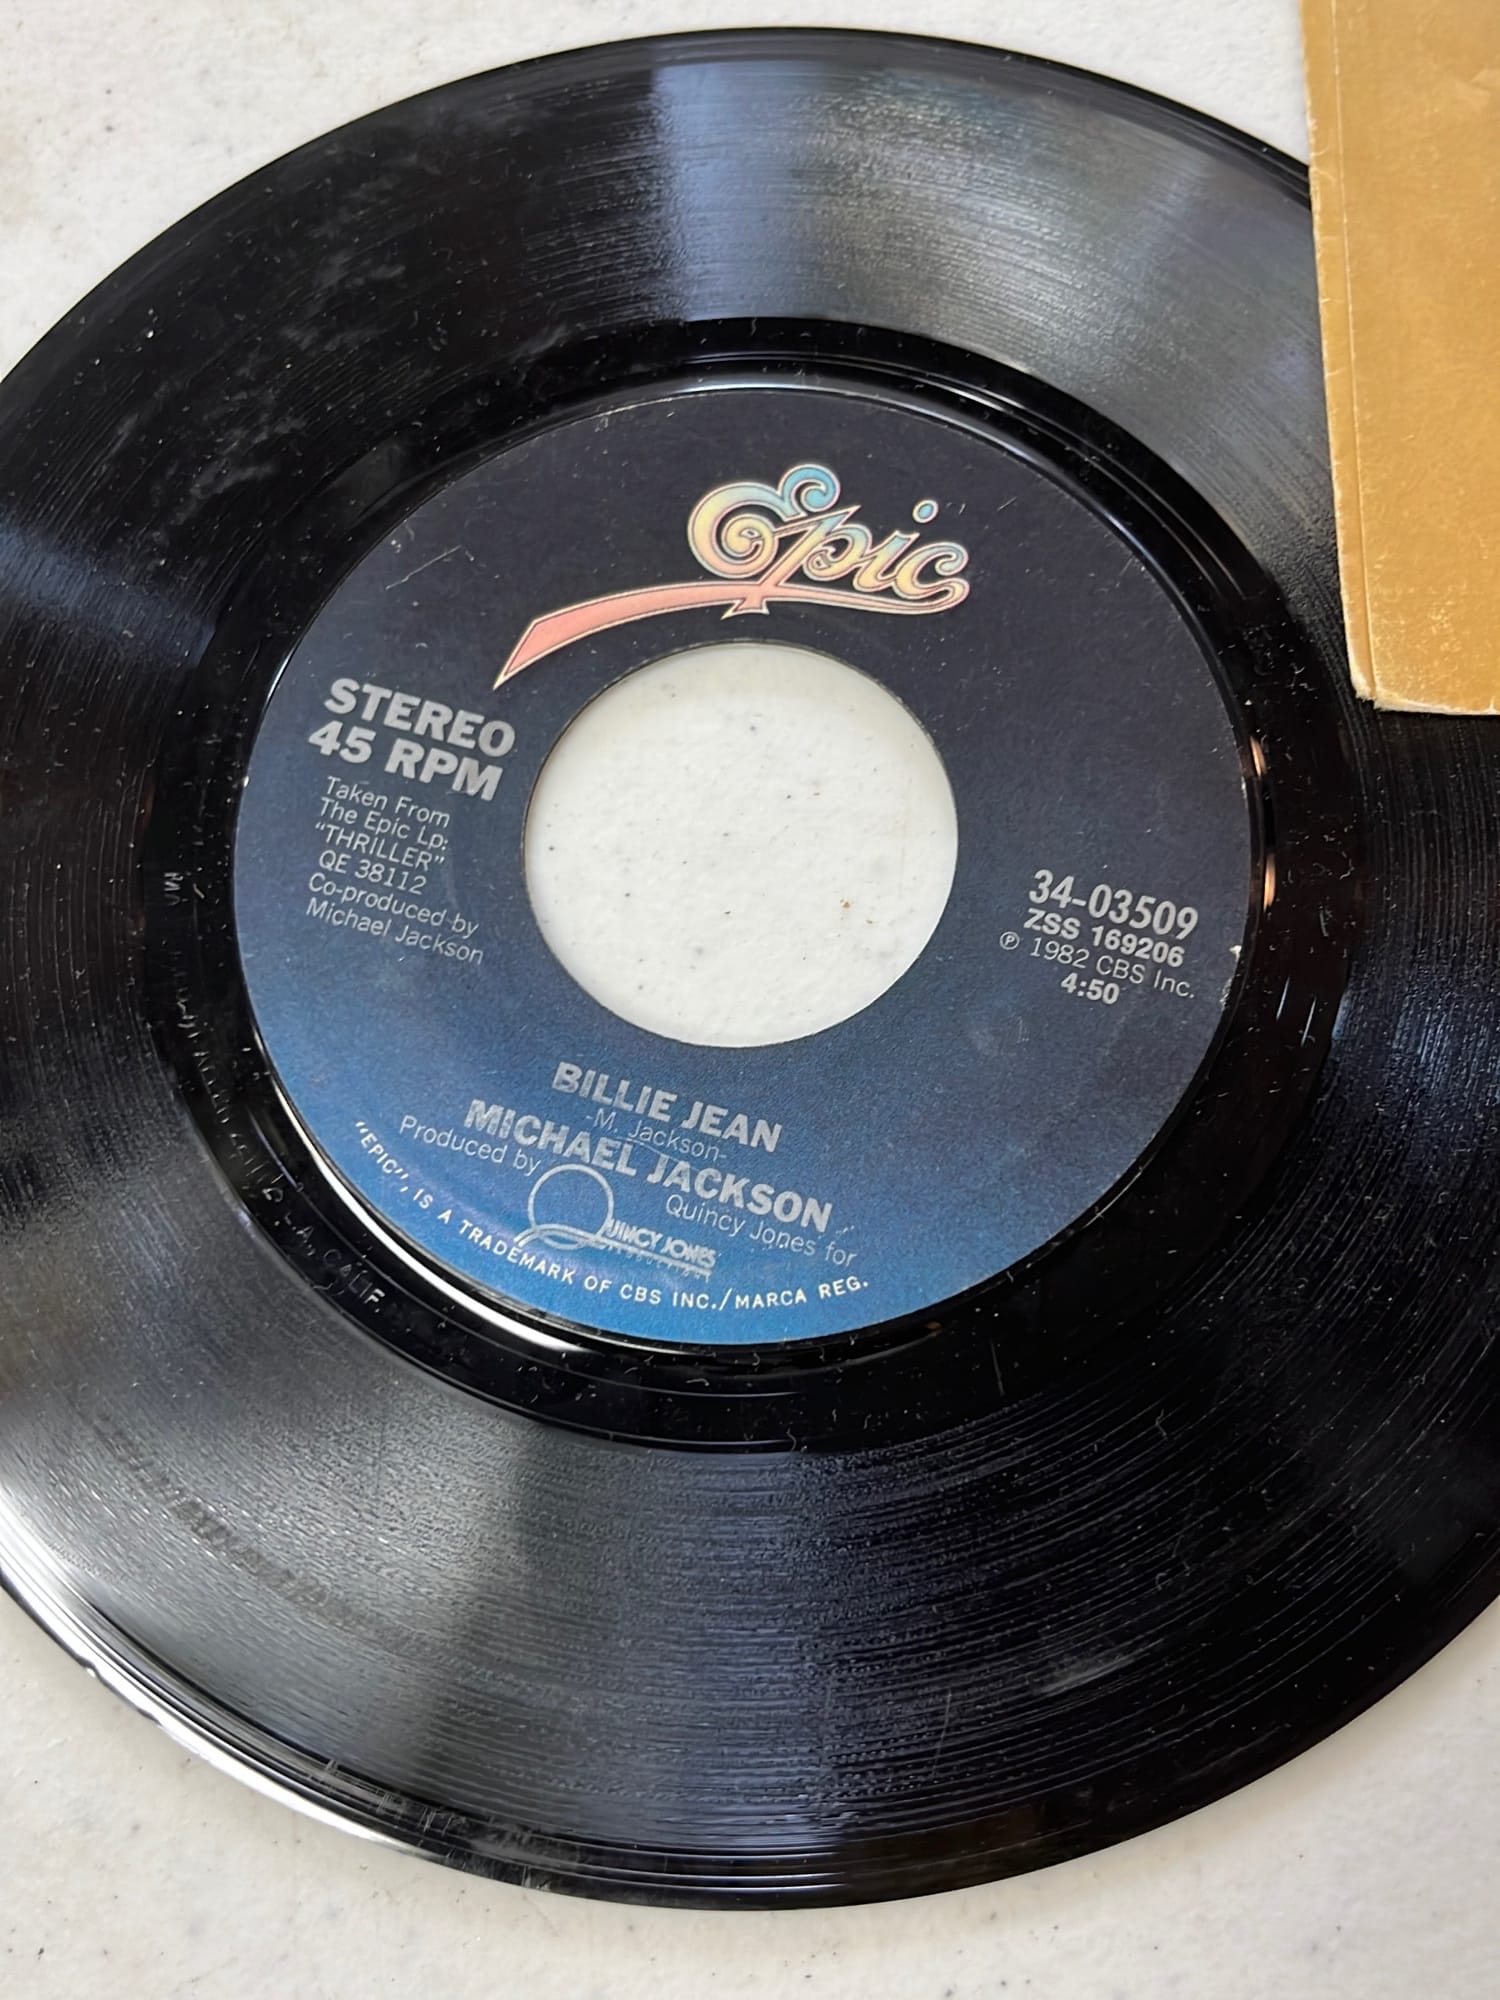 Epic
STEREO
45 RPM
Taken From
The Epic Lp:
"THRILLER"
QE 38112
Co-produced by
Michael Jackson
34-03509
ZSS 169206
℗ 1982 CBS Inc.
4:50
BILLIE JEAN
-M. Jackson-
MICHAEL JACKSON
Produced by Quincy Jones for
QUINCY JONES
"EPIC", IS A TRADEMARK OF CBS INC./MARCA REG.
L.A. CALIF.